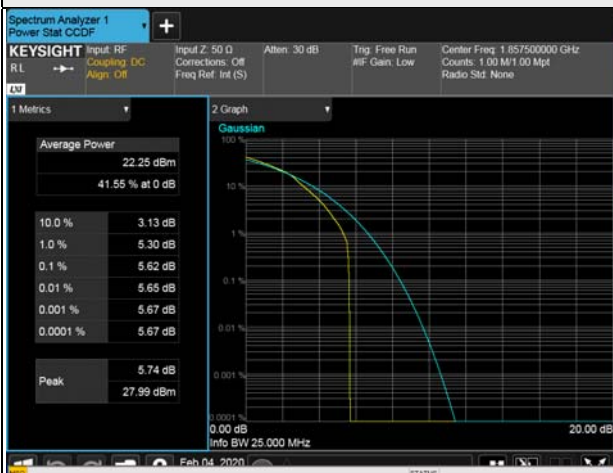 Spectrum Analyzer 1
Power Stat CCDF
KEYSIGHT
RL
LXI
Input: RF
Coupling: DC
Align: Off
Input Z: 50 Ω
Corrections: Off
Freq Ref: Int (S)
Atten: 30 dB
Trig: Free Run
#IF Gain: Low
Center Freq: 1.857500000 GHz
Counts: 1.00 M/1.00 Mpt
Radio Std: None
1 Metrics
Average Power
22.25 dBm
41.55 % at 0 dB
10.0 % 3.13 dB
1.0 % 5.30 dB
0.1 % 5.62 dB
0.01 % 5.65 dB
0.001 % 5.67 dB
0.0001 % 5.67 dB
Peak
5.74 dB
27.99 dBm
2 Graph
Gaussian
100 %
10 %
1 %
0.1 %
0.01 %
0.001 %
0.0001 %
0.00 dB
20.00 dB
Info BW 25.000 MHz
Feb 04, 2020
MSG
STATUS